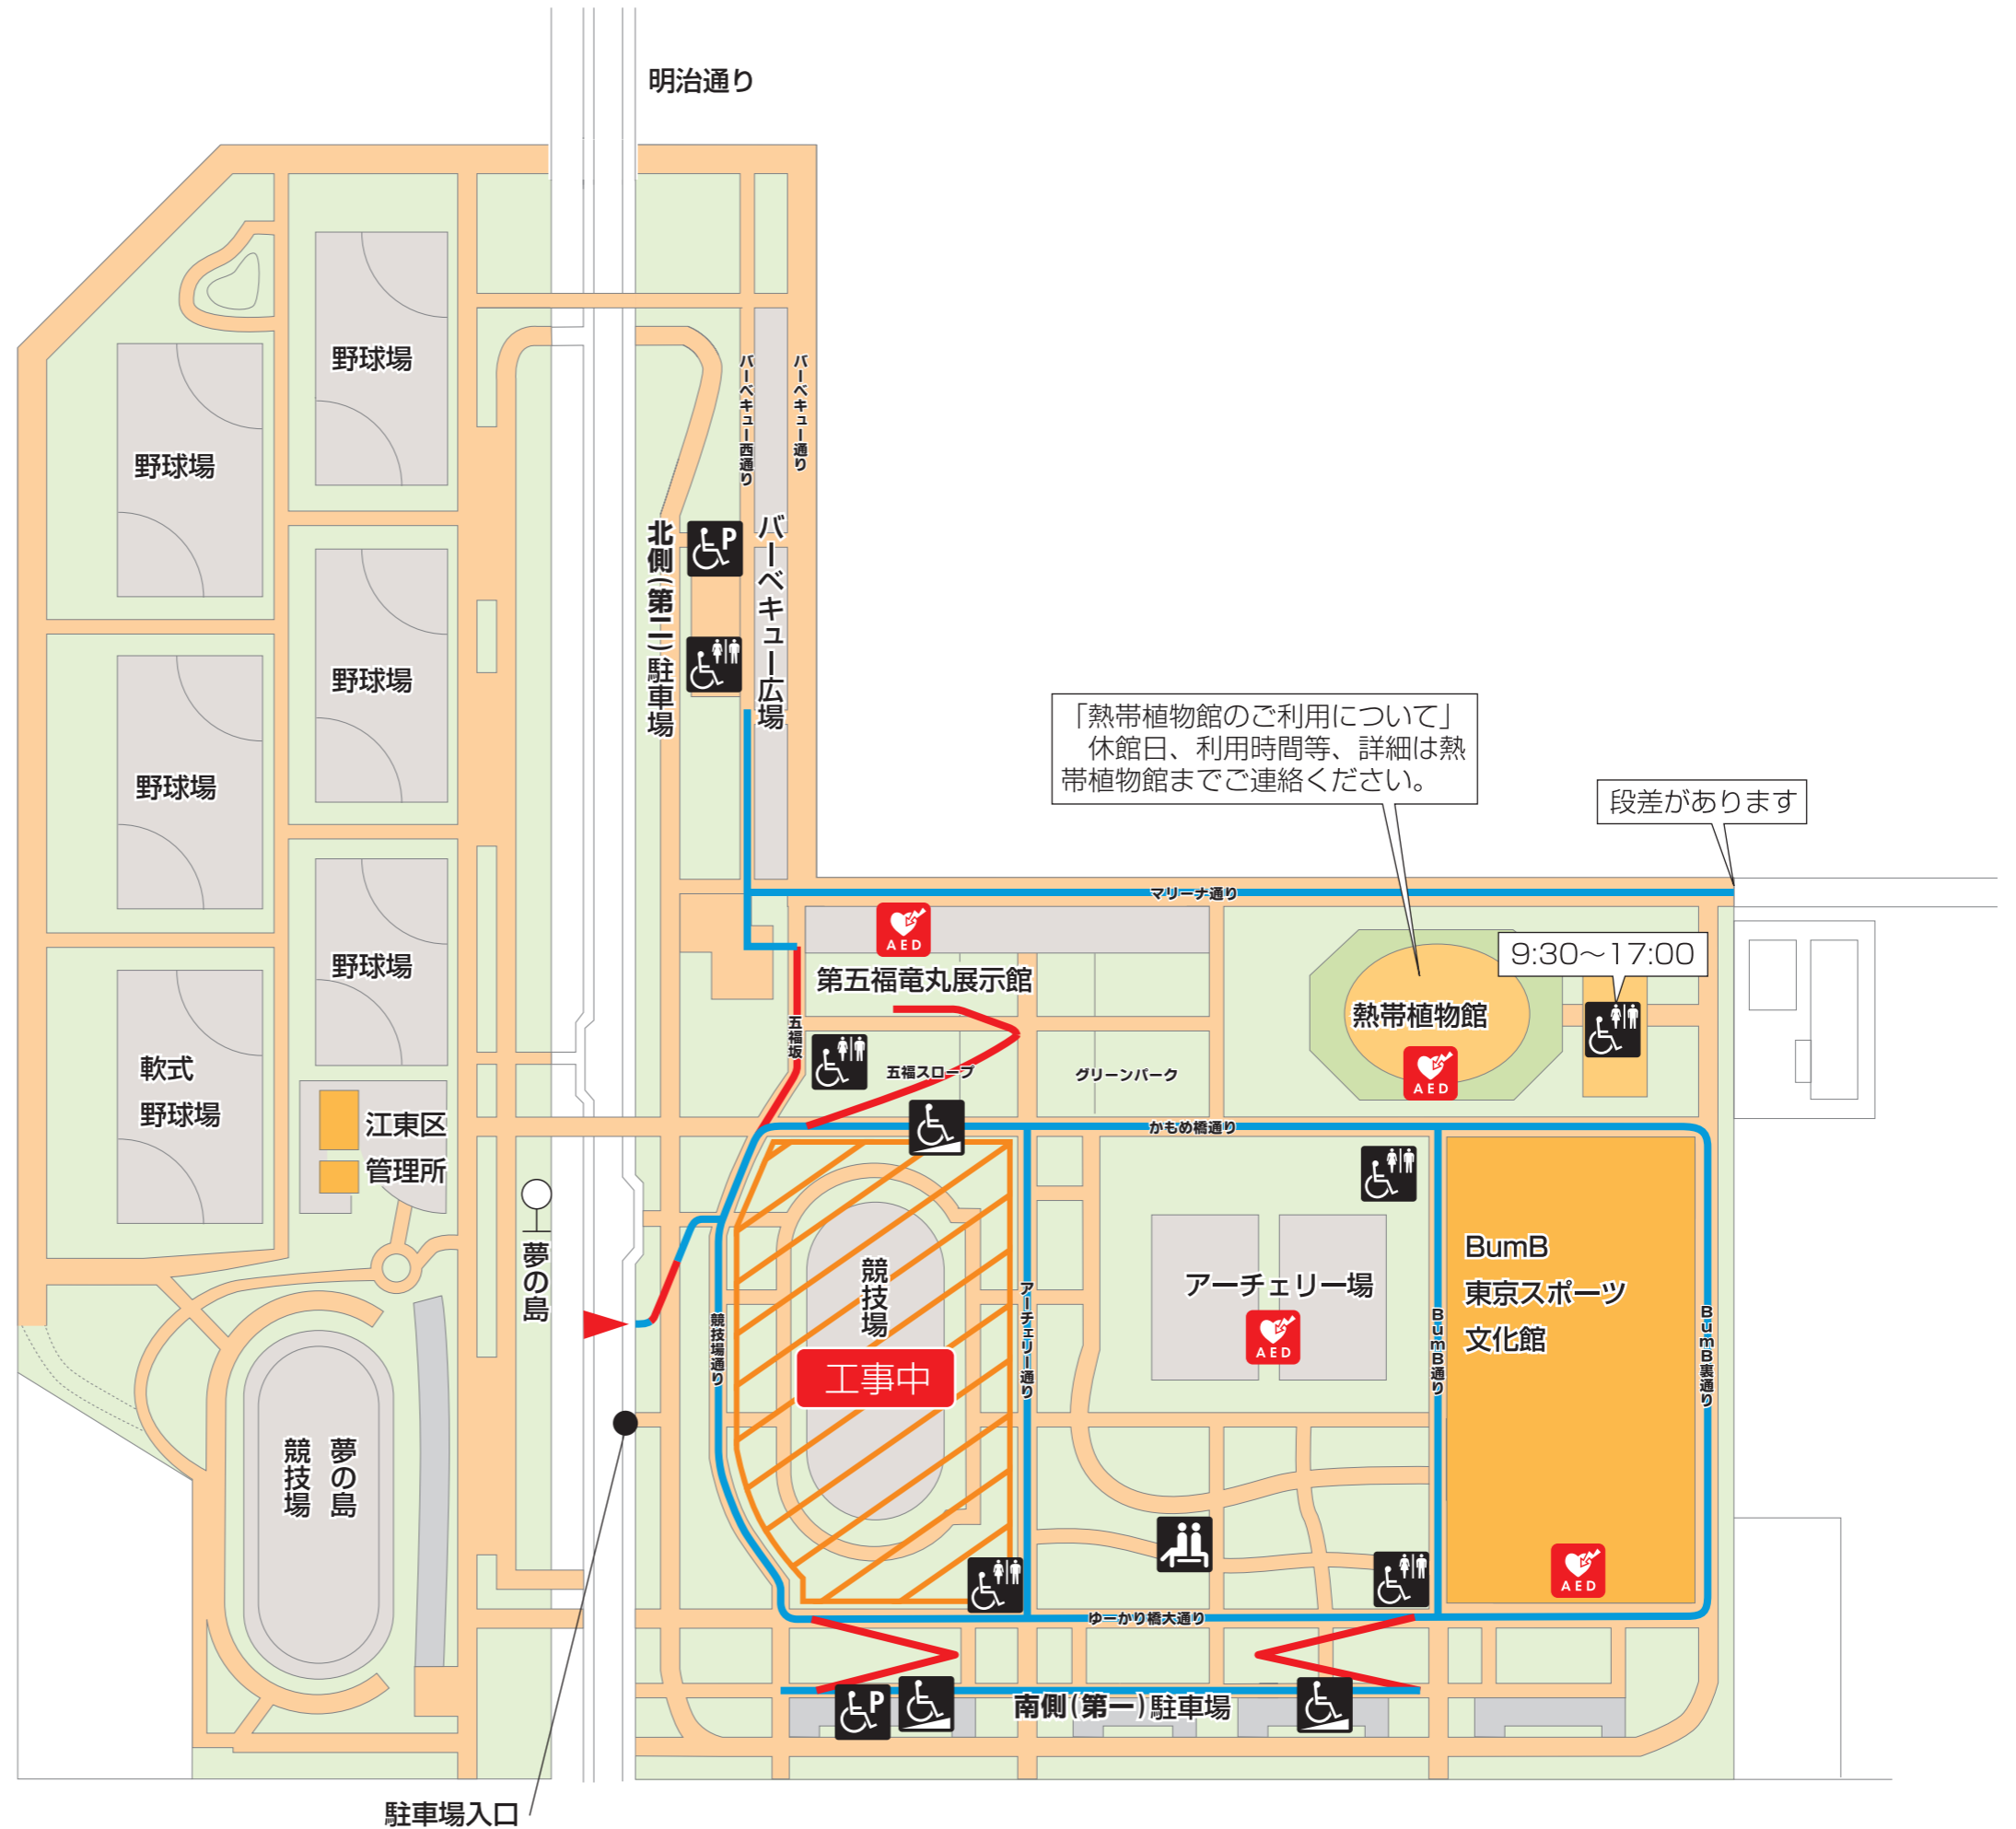 明治通り
野球場
野球場
バーベキュー西通り
バーベキュー通り
北側(第二)駐車場
P
バーベキュー広場
野球場
野球場
「熱帯植物館のご利用について」
休館日、利用時間等、詳細は熱
帯植物館までご連絡ください。
段差があります
マリーナ通り
AED
9:30〜17:00
野球場
第五福竜丸展示館
熱帯植物館
五福坂
五福スロープ
グリーンパーク
AED
軟式
野球場
江東区
管理所
かもめ橋通り
夢の島
競技場
工事中
競技場通り
アーチェリー通り
アーチェリー場
AED
BumB通り
BumB
東京スポーツ
文化館
BumB裏通り
夢の島
競技場
AED
ゆーかり橋大通り
P
南側(第一)駐車場
駐車場入口